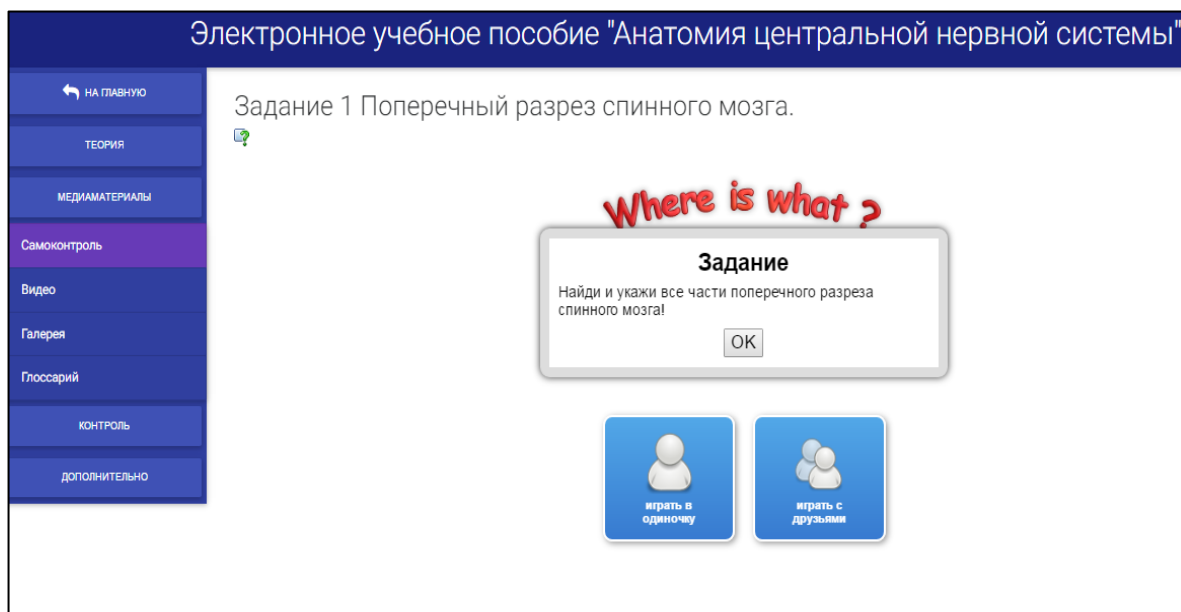 Электронное учебное пособие "Анатомия центральной нервной системы"
НА ГЛАВНУЮ
ТЕОРИЯ
МЕДИАМАТЕРИАЛЫ
Самоконтроль
Видео
Галерея
Глоссарий
КОНТРОЛЬ
ДОПОЛНИТЕЛЬНО
Задание 1 Поперечный разрез спинного мозга.
Where is what ?
Задание
Найди и укажи все части поперечного разреза
спинного мозга!
OK
играть в
одиночку
играть с
друзьями